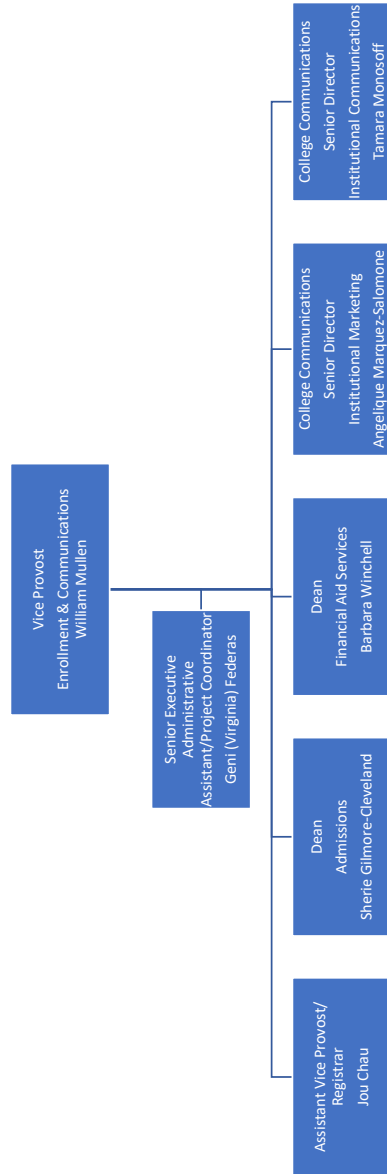 Vice Provost
Enrollment & Communications
William Mullen
Senior Executive
Administrative
Assistant/Project Coordinator
Geni (Virginia) Federas
Assistant Vice Provost/
Registrar
Jou Chau
Dean
Admissions
Sherie Gilmore-Cleveland
Dean
Financial Aid Services
Barbara Winchell
College Communications
Senior Director
Institutional Marketing
Angelique Marquez-Salomone
College Communications
Senior Director
Institutional Communications
Tamara Monosoff